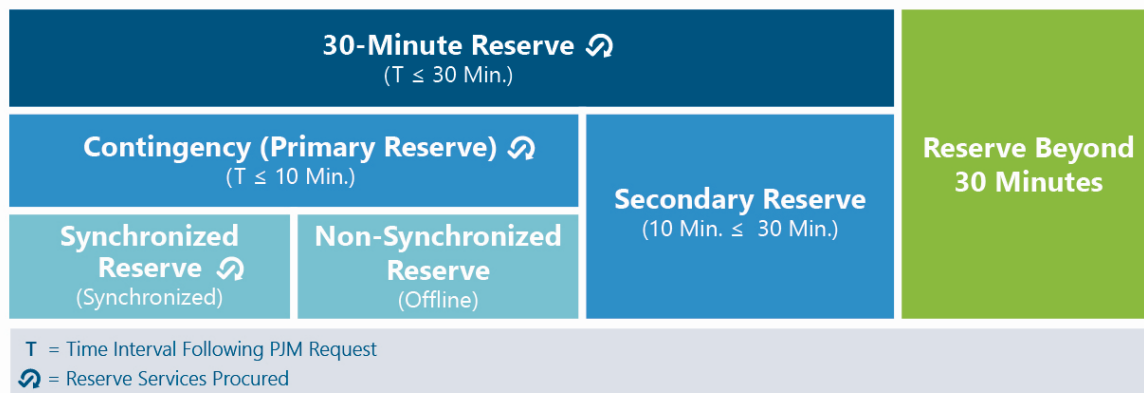 30-Minute Reserve
(T ≤ 30 Min.)
Contingency (Primary Reserve)
(T ≤ 10 Min.)
Synchronized
Reserve
(Synchronized)
Non-Synchronized
Reserve
(Offline)
Secondary Reserve
(10 Min. ≤ 30 Min.)
Reserve Beyond
30 Minutes
T = Time Interval Following PJM Request
= Reserve Services Procured